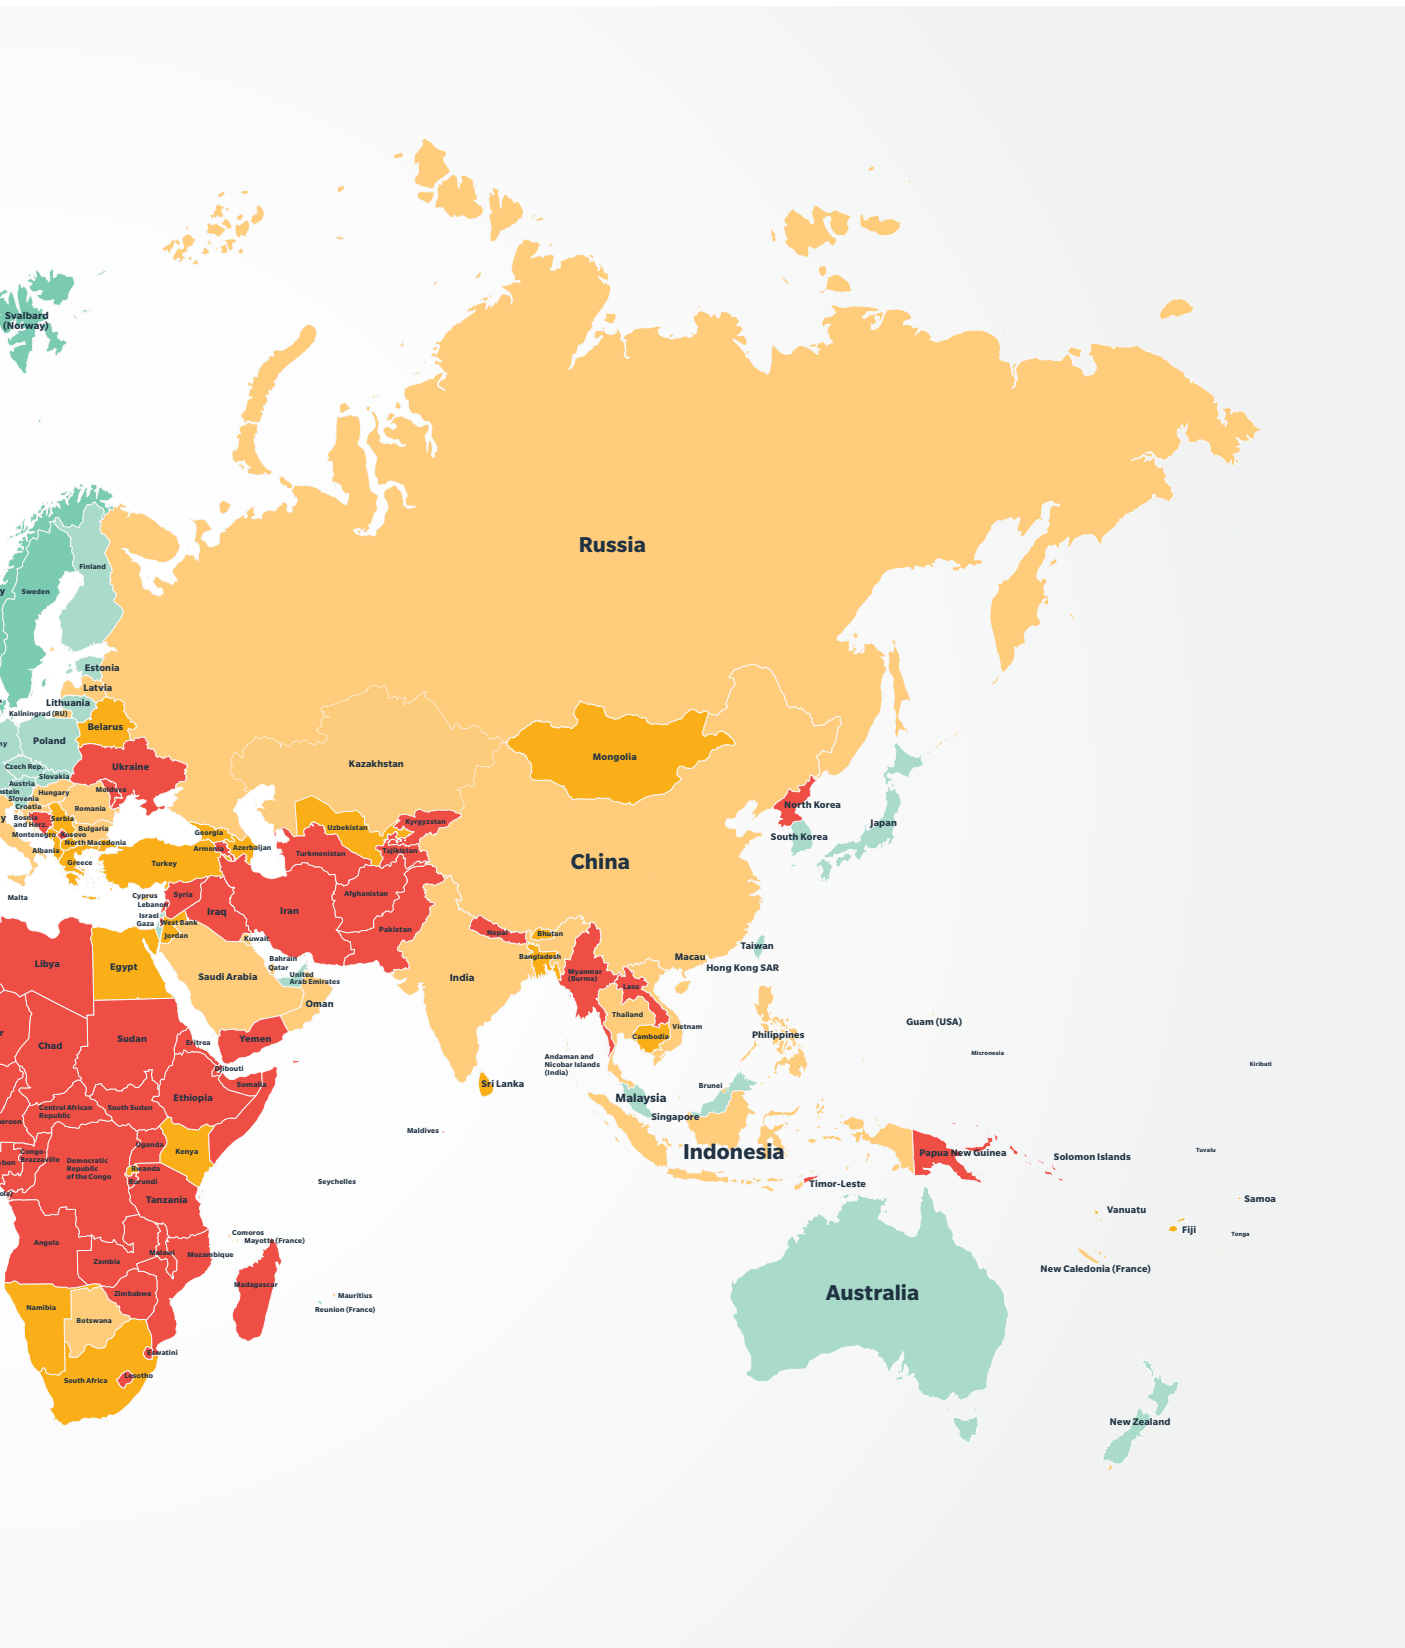 Svalbard
(Norway)
Russia
Finland
Sweden
Estonia
Latvia
Lithuania
Kaliningrad (RU)
Belarus
Poland
Ukraine
Czech Rep.
Slovakia
Austria
Hungary
Slovenia
Croatia
Moldova
Romania
Bosnia
and Herz.
Serbia
Bulgaria
Montenegro
Kosovo
North Macedonia
Albania
Greece
Malta
Kazakhstan
Mongolia
Georgia
Armenia
Azerbaijan
Uzbekistan
Kyrgyzstan
Turkmenistan
Tajikistan
Turkey
China
North Korea
South Korea
Japan
Cyprus
Lebanon
Syria
Israel
Gaza
West Bank
Jordan
Iraq
Iran
Afghanistan
Pakistan
Kuwait
Bahrain
Qatar
United
Arab Emirates
Saudi Arabia
Oman
Yemen
Nepal
Bhutan
Bangladesh
India
Myanmar
(Burma)
Laos
Thailand
Vietnam
Cambodia
Macau
Hong Kong SAR
Taiwan
Philippines
Guam (USA)
Micronesia
Kiribati
Andaman and
Nicobar Islands
(India)
Sri Lanka
Maldives
Malaysia
Brunei
Singapore
Indonesia
Timor-Leste
Papua New Guinea
Solomon Islands
Tuvalu
Samoa
Vanuatu
Fiji
Tonga
New Caledonia (France)
Australia
New Zealand
Libya
Egypt
Chad
Sudan
Eritrea
Djibouti
Somalia
Ethiopia
Central African
Republic
South Sudan
Congo-
Brazzaville
Democratic
Republic
of the Congo
Uganda
Kenya
Rwanda
Burundi
Tanzania
Seychelles
Comoros
Mayotte (France)
Angola
Zambia
Malawi
Mozambique
Madagascar
Mauritius
Reunion (France)
Zimbabwe
Namibia
Botswana
Eswatini
Lesotho
South Africa